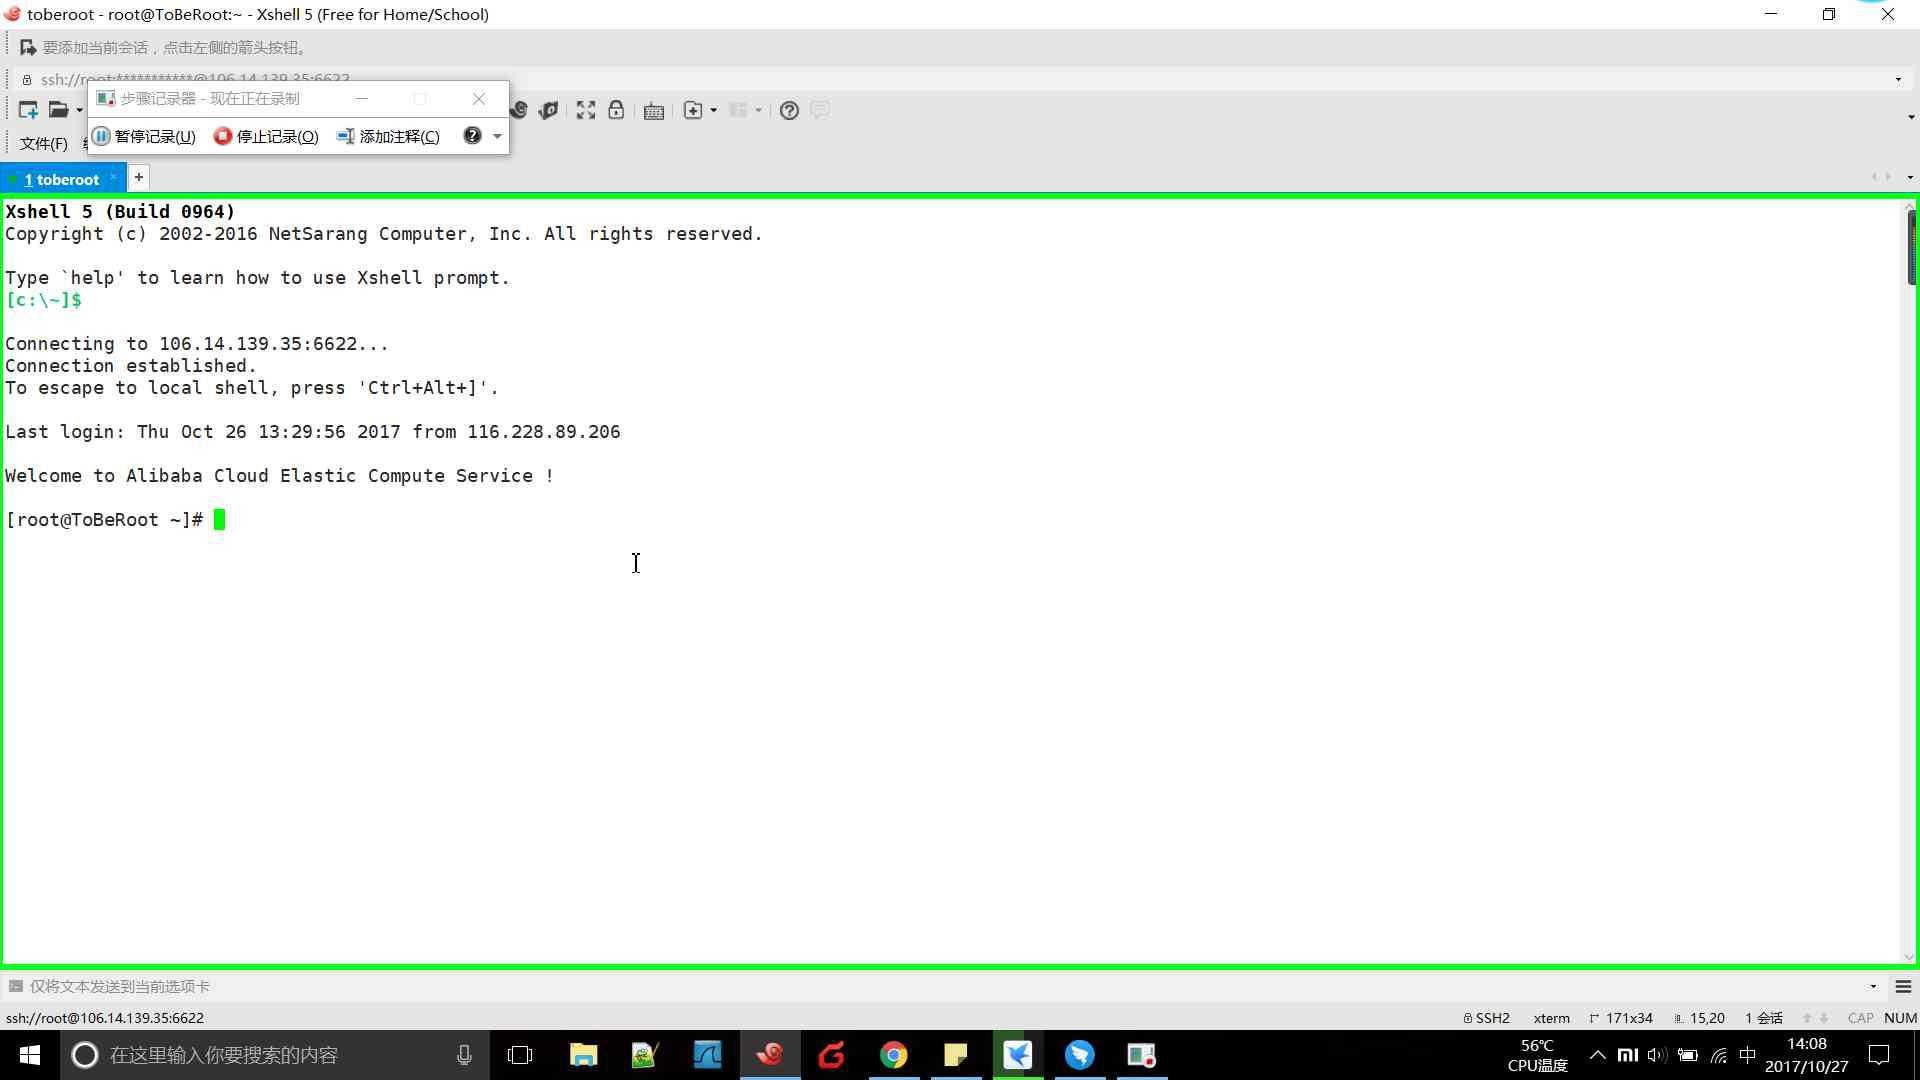 toberoot - root@ToBeRoot:~ - Xshell 5 (Free for Home/School)
要添加当前会话，点击左侧的箭头按钮。
ssh://root:***********@106.14.139.35:6622
步骤记录器 - 现在正在录制
暂停记录(U) 停止记录(O) 添加注释(C)
文件(F)
1 toberoot
Xshell 5 (Build 0964)
Copyright (c) 2002-2016 NetSarang Computer, Inc. All rights reserved.
Type `help' to learn how to use Xshell prompt.
[c:\~]$
Connecting to 106.14.139.35:6622...
Connection established.
To escape to local shell, press 'Ctrl+Alt+]'.
Last login: Thu Oct 26 13:29:56 2017 from 116.228.89.206
Welcome to Alibaba Cloud Elastic Compute Service !
[root@ToBeRoot ~]#
仅将文本发送到当前选项卡
ssh://root@106.14.139.35:6622 SSH2 xterm 171x34 15,20 1 会话 CAP NUM
在这里输入你要搜索的内容
56℃
CPU温度
中
14:08
2017/10/27